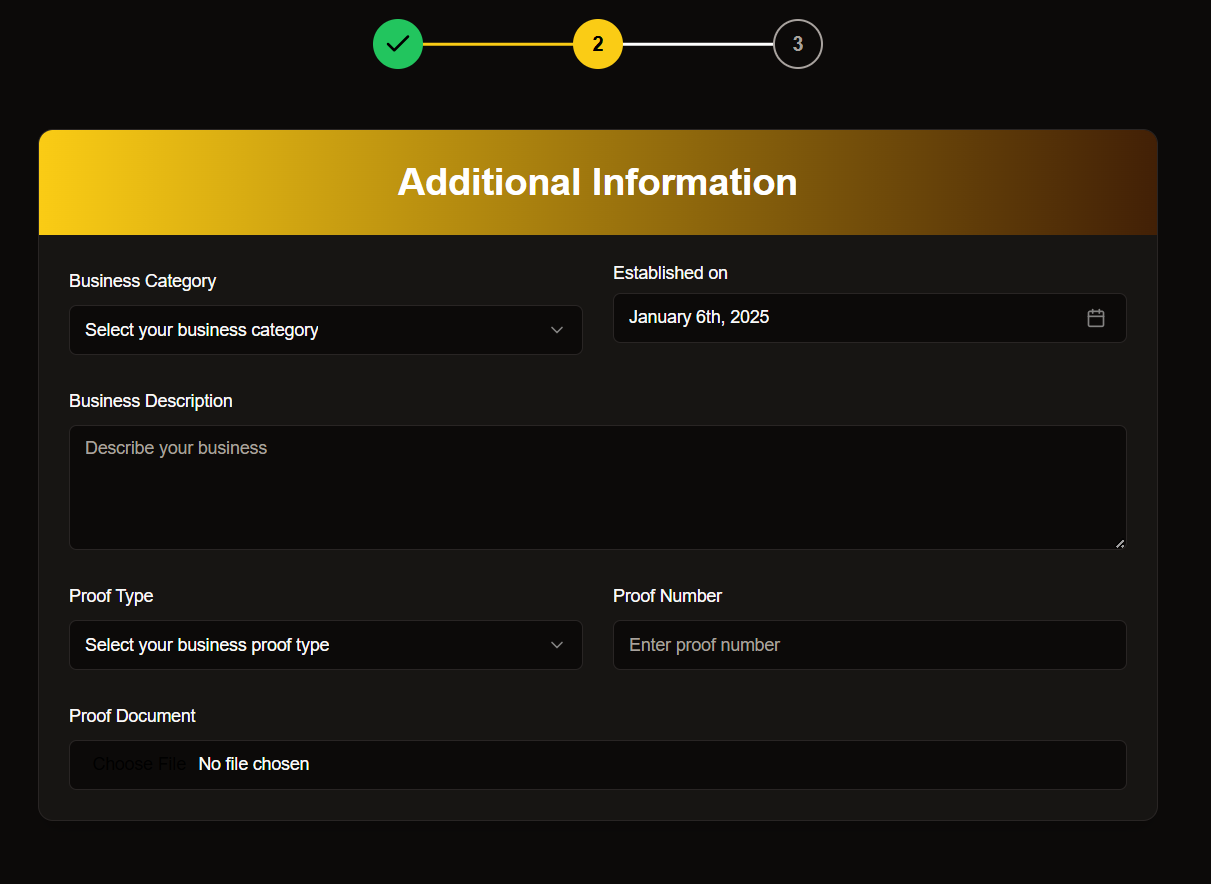 2
3
Additional Information
Business Category
Established on
Select your business category
January 6th, 2025
Business Description
Describe your business
Proof Type
Proof Number
Select your business proof type
Enter proof number
Proof Document
Choose File No file chosen